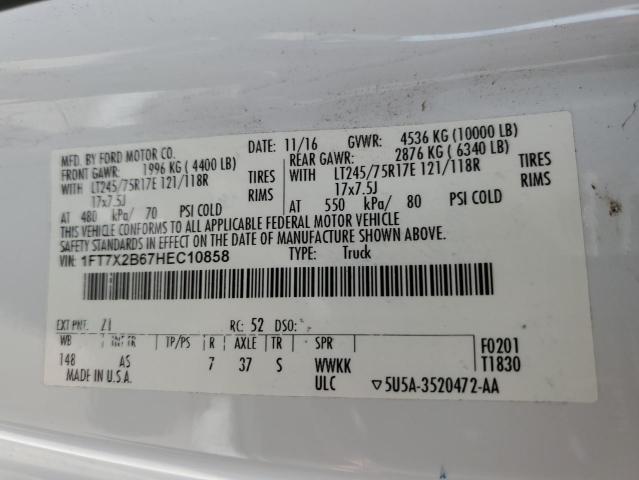 MFD. BY FORD MOTOR CO.
DATE: 11/16 GVWR: 4536 KG (10000 LB)
FRONT GAWR: 1996 KG ( 4400 LB) REAR GAWR: 2876 KG ( 6340 LB)
WITH LT245/75R17E 121/118R TIRES WITH LT245/75R17E 121/118R TIRES
17x7.5J RIMS 17x7.5J RIMS
AT 480 kPa/ 70 PSI COLD AT 550 kPa/ 80 PSI COLD
THIS VEHICLE CONFORMS TO ALL APPLICABLE FEDERAL MOTOR VEHICLE
SAFETY STANDARDS IN EFFECT ON THE DATE OF MANUFACTURE SHOWN ABOVE.
VIN: 1FT7X2B67HEC10858 TYPE: Truck
EXT PNT: Z1 RC: 52 DSO:
WB INT TR TP/PS R AXLE TR SPR F0201
148 AS 7 37 S WWKK T1830
MADE IN U.S.A. ULC ▽5U5A-3520472-AA